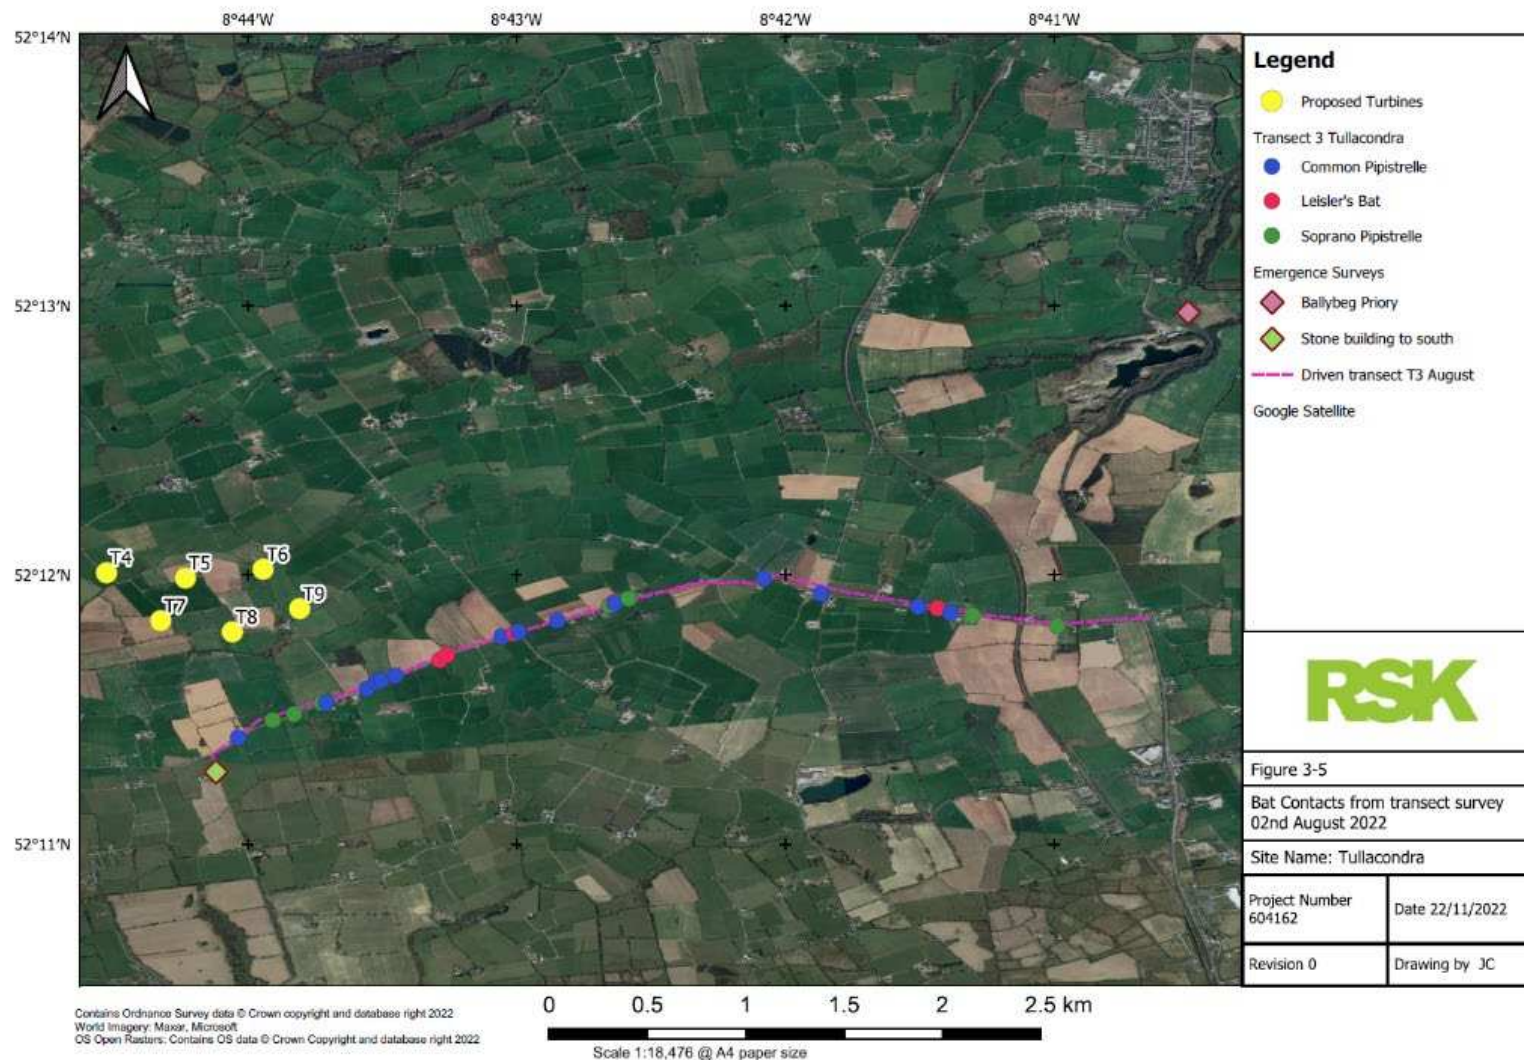 8°44′W 8°43′W 8°42′W 8°41′W
52°14′N
52°13′N
52°12′N
52°11′N
T4
T5
T6
T7
T8
T9
Legend
Proposed Turbines
Transect 3 Tullacondra
Common Pipistrelle
Leisler's Bat
Soprano Pipistrelle
Emergence Surveys
Ballybeg Priory
Stone building to south
Driven transect T3 August
Google Satellite
RSK
Figure 3-5
Bat Contacts from transect survey
02nd August 2022
Site Name: Tullacondra
Project Number
604162
Date 22/11/2022
Revision 0
Drawing by JC
Contains Ordnance Survey data © Crown copyright and database right 2022
World Imagery: Maxar, Microsoft
OS Open Rasters: Contains OS data © Crown Copyright and database right 2022
0 0.5 1 1.5 2 2.5 km
Scale 1:18,476 @ A4 paper size